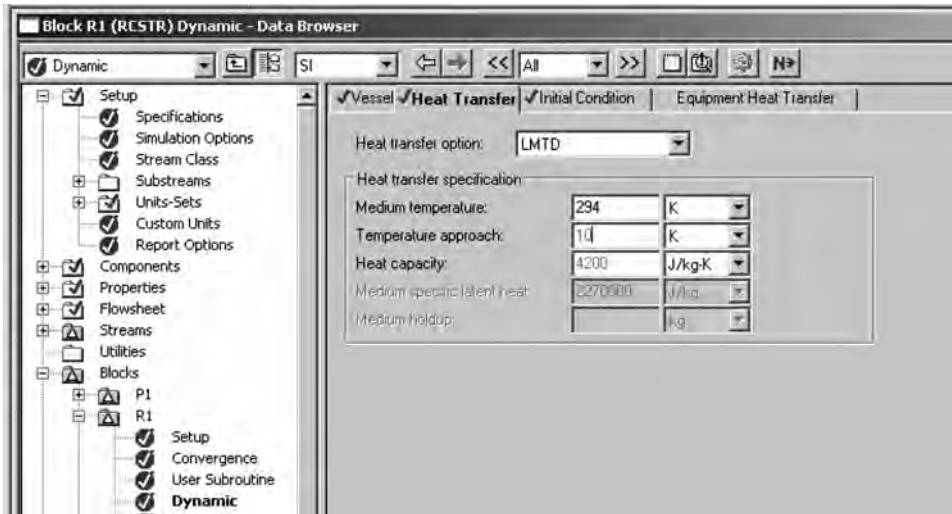 Block R1 (RCSTR) Dynamic - Data Browser
Dynamic SI << All >> N>
Setup
Specifications
Simulation Options
Stream Class
Substreams
Units-Sets
Custom Units
Report Options
Components
Properties
Flowsheet
Streams
Utilities
Blocks
P1
R1
Setup
Convergence
User Subroutine
Dynamic
Vessel Heat Transfer Initial Condition Equipment Heat Transfer
Heat transfer option: LMTD
Heat transfer specification
Medium temperature: 294 K
Temperature approach: 10 K
Heat capacity: 4200 J/kg-K
Medium specific latent heat: 2270000 J/kg
Medium holdup: kg